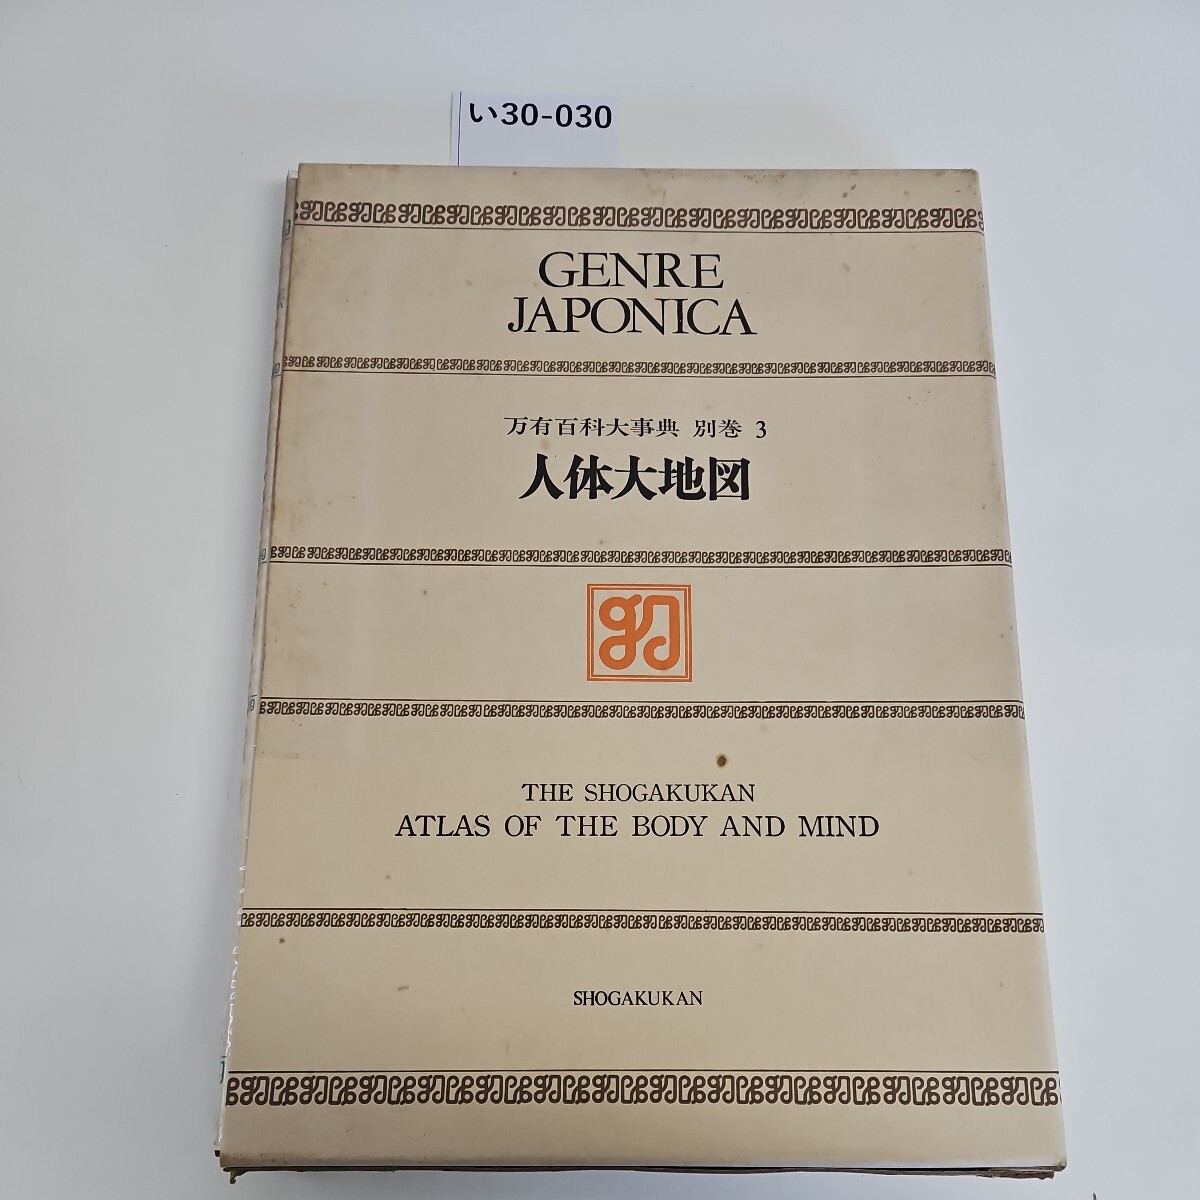 い30-030
GENRE
JAPONICA
万有百科大事典 別巻 3
人体大地図
THE SHOGAKUKAN
ATLAS OF THE BODY AND MIND
SHOGAKUKAN